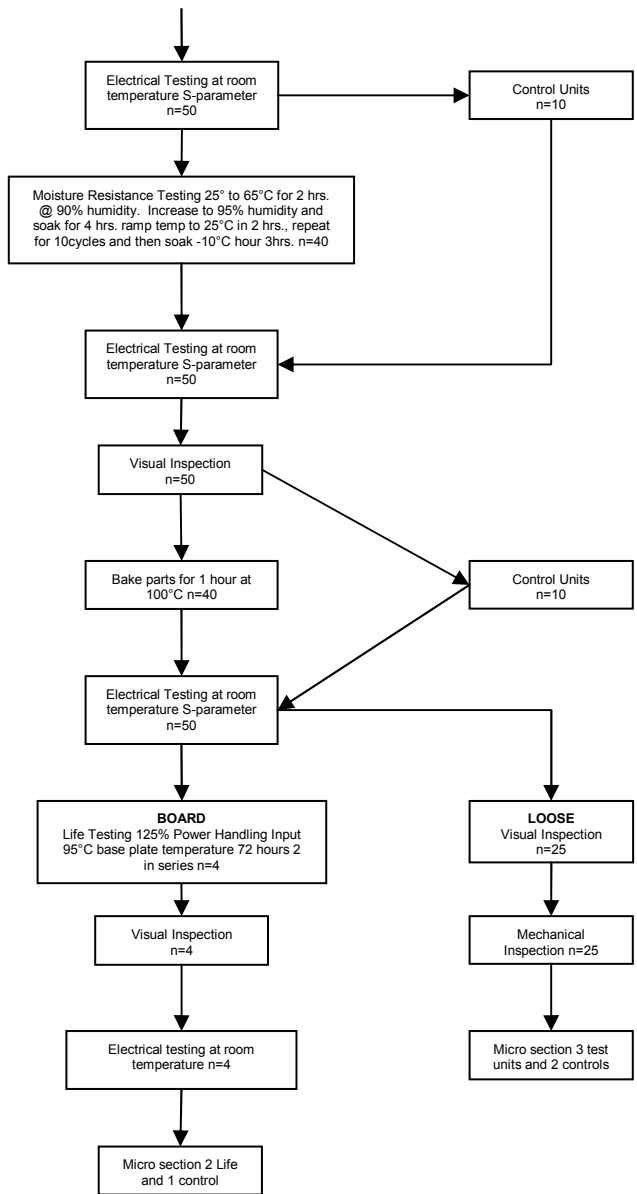 Electrical Testing at room
temperature S-parameter
n=50
Control Units
n=10
Moisture Resistance Testing 25° to 65°C for 2 hrs.
@ 90% humidity. Increase to 95% humidity and
soak for 4 hrs. ramp temp to 25°C in 2 hrs., repeat
for 10cycles and then soak -10°C hour 3hrs. n=40
Electrical Testing at room
temperature S-parameter
n=50
Visual Inspection
n=50
Bake parts for 1 hour at
100°C n=40
Control Units
n=10
Electrical Testing at room
temperature S-parameter
n=50
BOARD
Life Testing 125% Power Handling Input
95°C base plate temperature 72 hours 2
in series n=4
LOOSE
Visual Inspection
n=25
Visual Inspection
n=4
Mechanical
Inspection n=25
Electrical testing at room
temperature n=4
Micro section 3 test
units and 2 controls
Micro section 2 Life
and 1 control